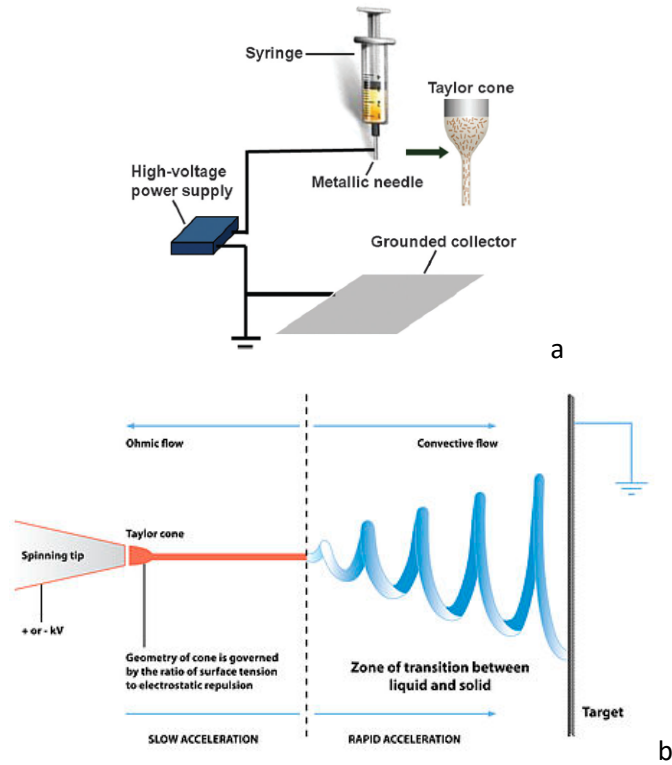 Syringe
Taylor cone
High-voltage
power supply
Metallic needle
Grounded collector
a
Ohmic flow
Convective flow
Taylor cone
Spinning tip
+ or - kV
Geometry of cone is governed
by the ratio of surface tension
to electrostatic repulsion
Zone of transition between
liquid and solid
Target
SLOW ACCELERATION
RAPID ACCELERATION
b